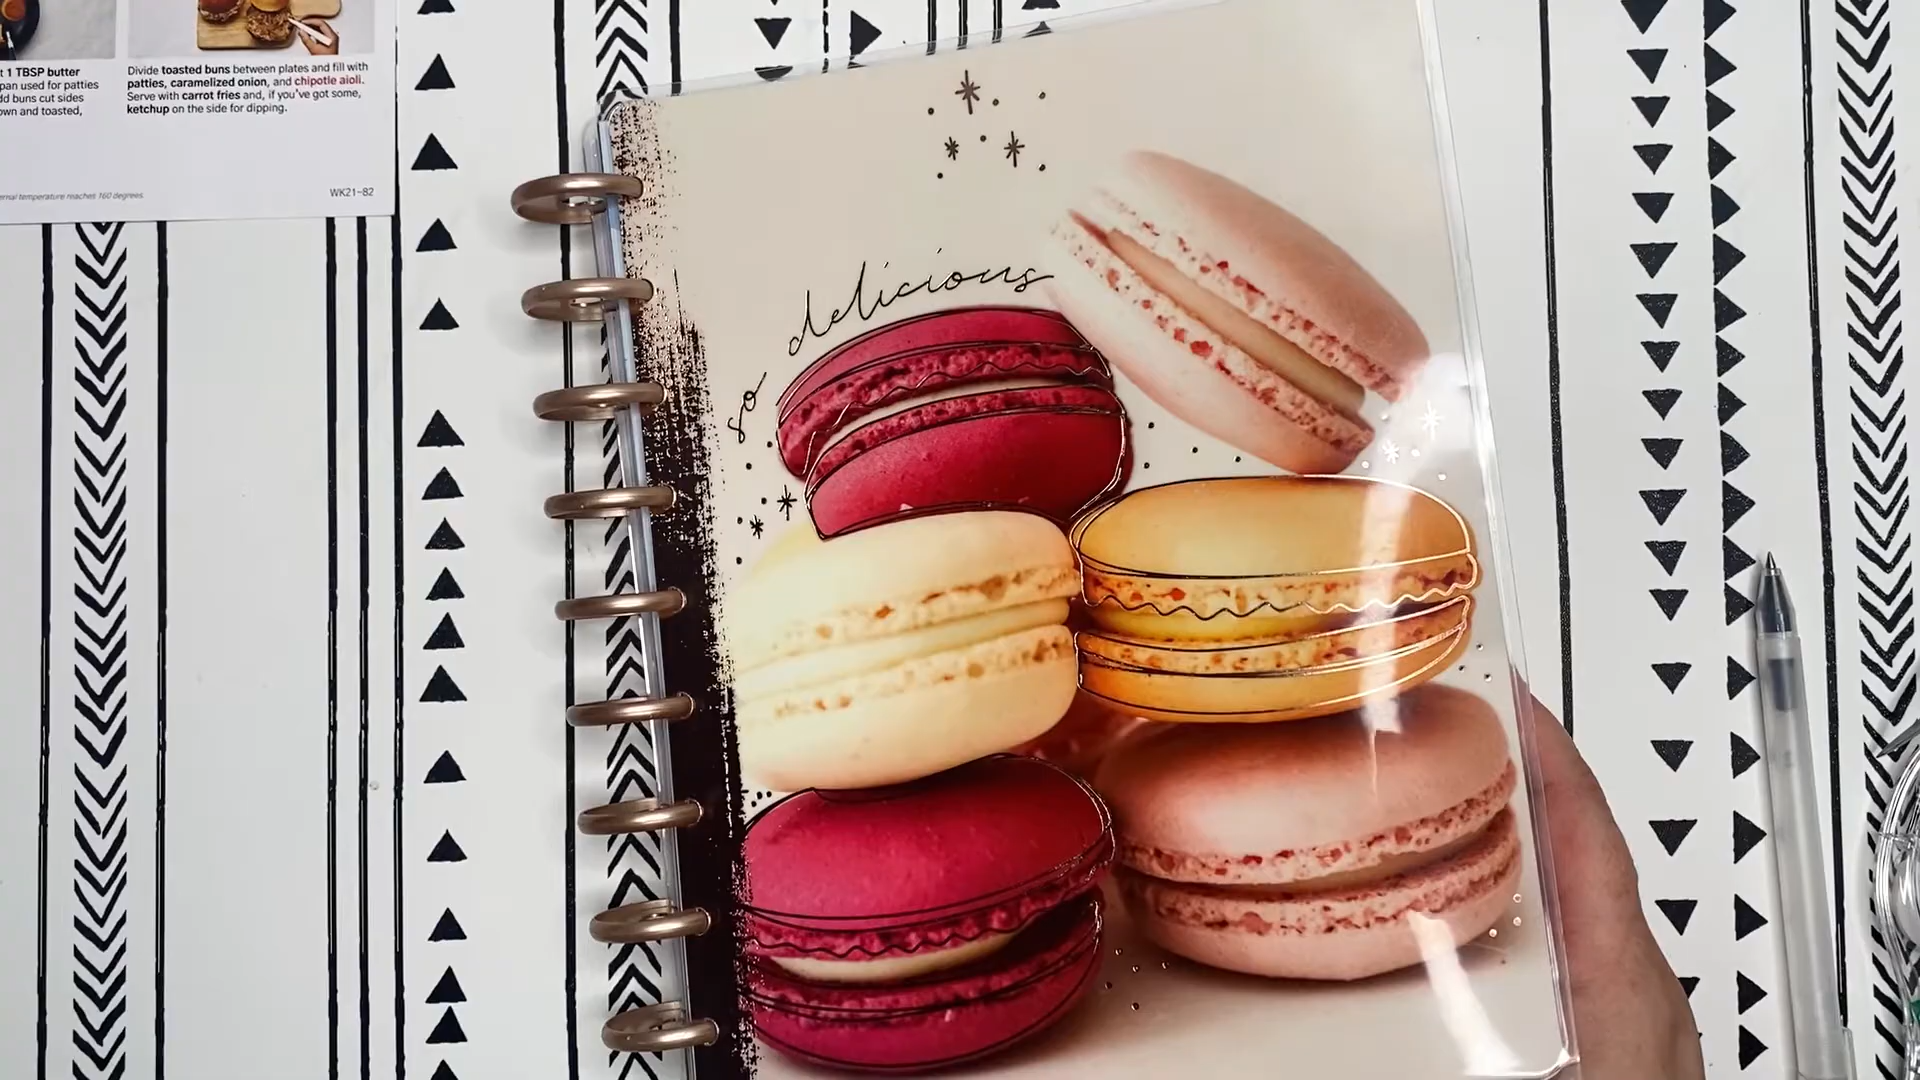 t 1 TBSP butter
pan used for patties
dd buns cut sides
own and toasted,
Divide toasted buns between plates and fill with
patties, caramelized onion, and chipotle aioli.
Serve with carrot fries and, if you've got some,
ketchup on the side for dipping.
ernal temperature reaches 160 degrees.
WK21-82
so delicious